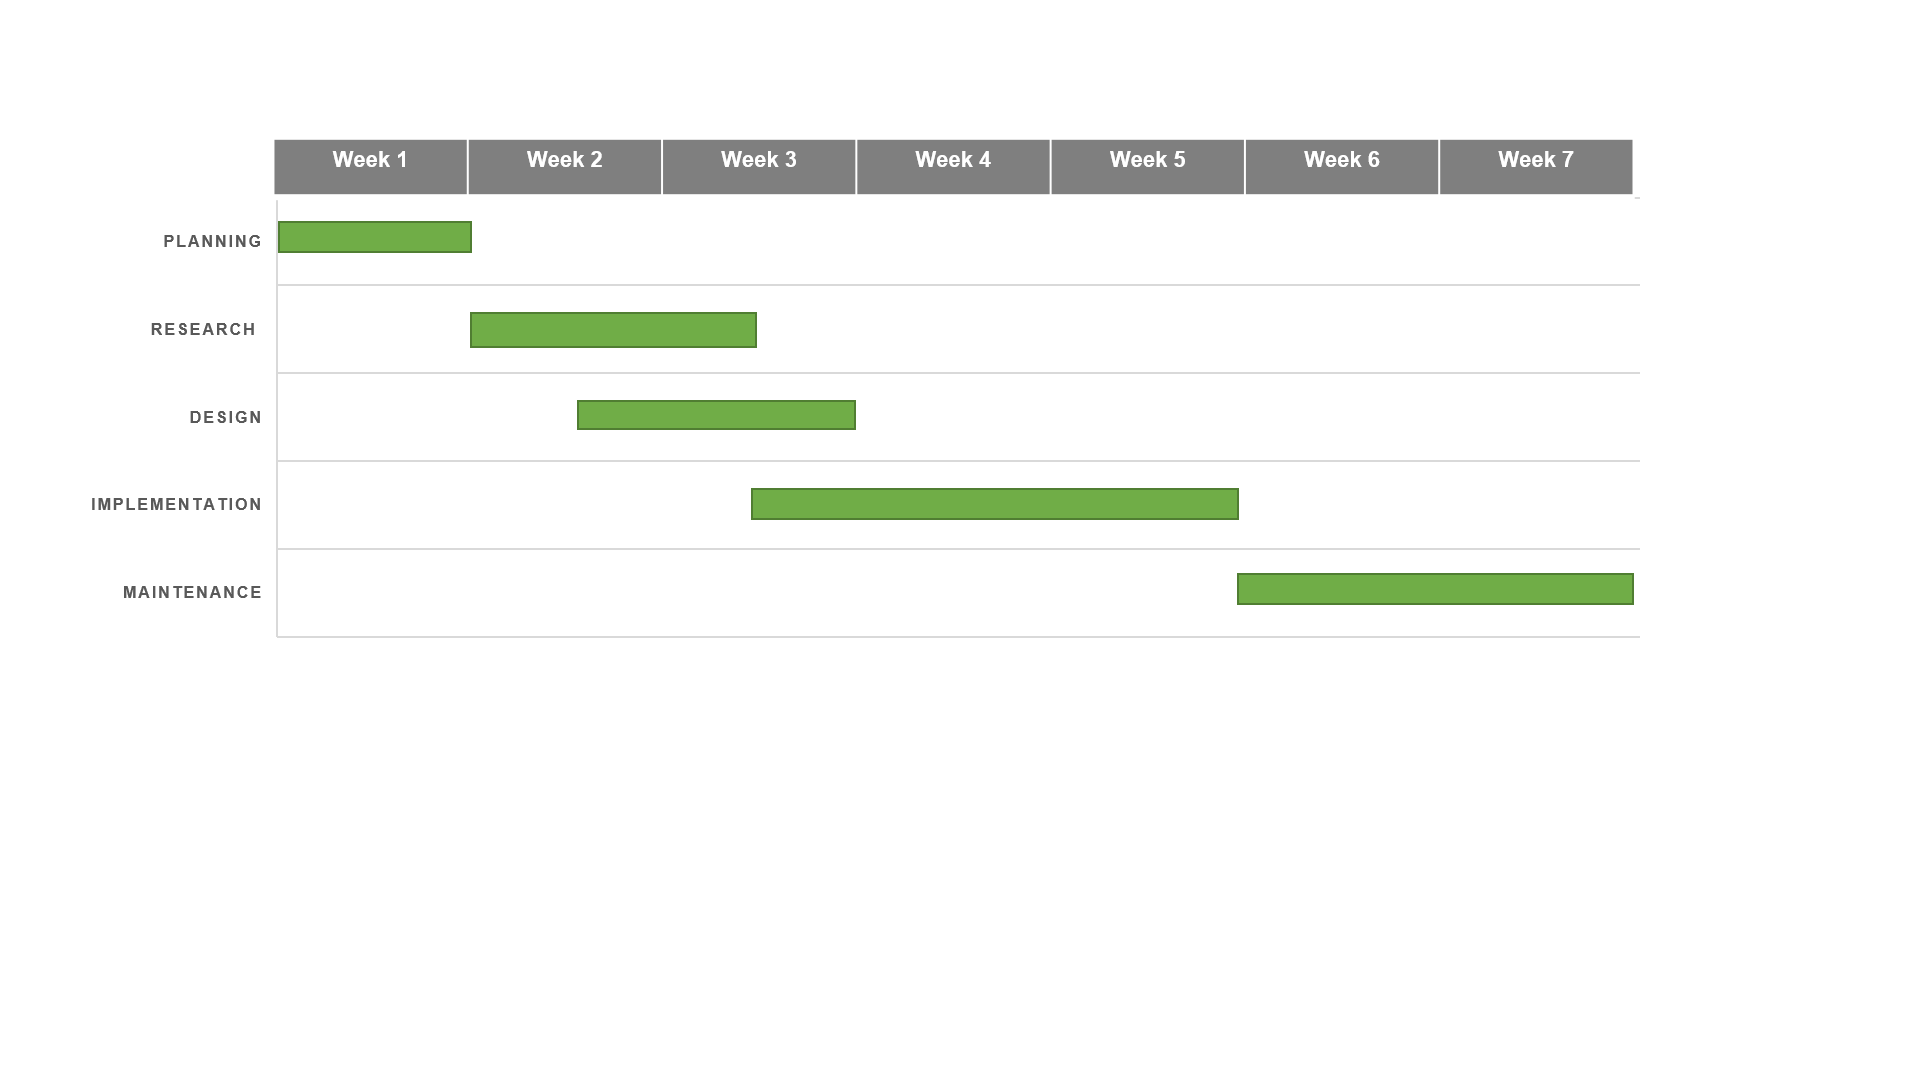 Week 1 Week 2 Week 3 Week 4 Week 5 Week 6 Week 7
PLANNING
RESEARCH
DESIGN
IMPLEMENTATION
MAINTENANCE